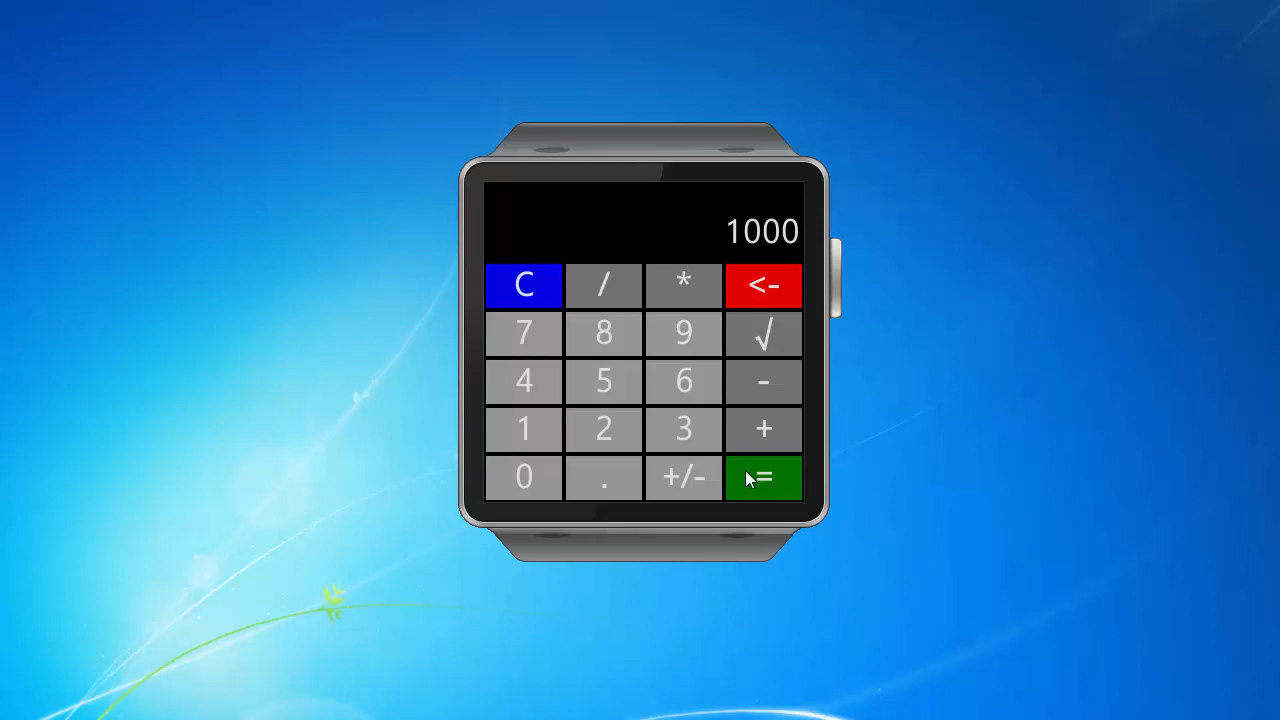 1000
C / * <-
7 8 9 √
4 5 6 -
1 2 3 +
0 . +/- =